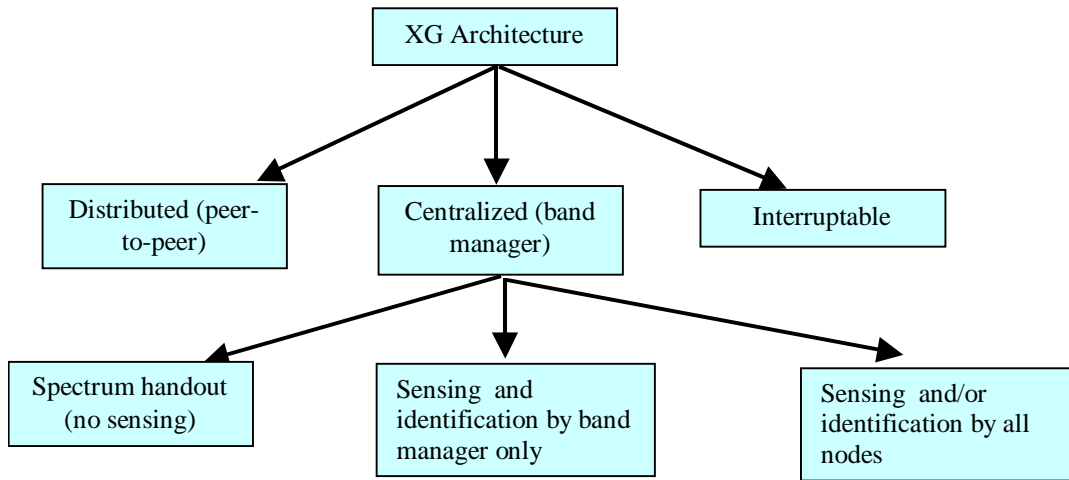 XG Architecture
Distributed (peer-
to-peer)
Centralized (band
manager)
Interruptable
Spectrum handout
(no sensing)
Sensing and
identification by band
manager only
Sensing and/or
identification by all
nodes